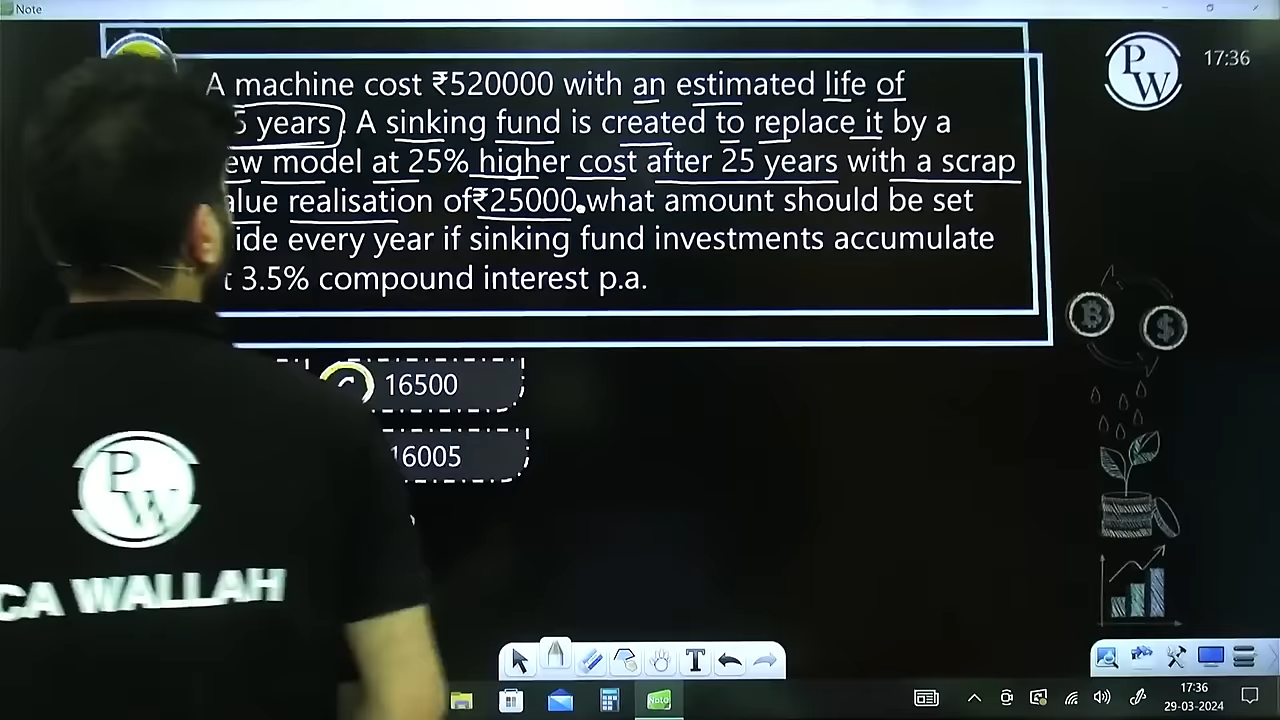 Note
A machine cost ₹520000 with an estimated life of
5 years. A sinking fund is created to replace it by a
ew model at 25% higher cost after 25 years with a scrap
alue realisation of₹25000.what amount should be set
ide every year if sinking fund investments accumulate
t 3.5% compound interest p.a.
PW
17:36
C 16500
16005
PW
CA WALLAH
17:36
29-03-2024